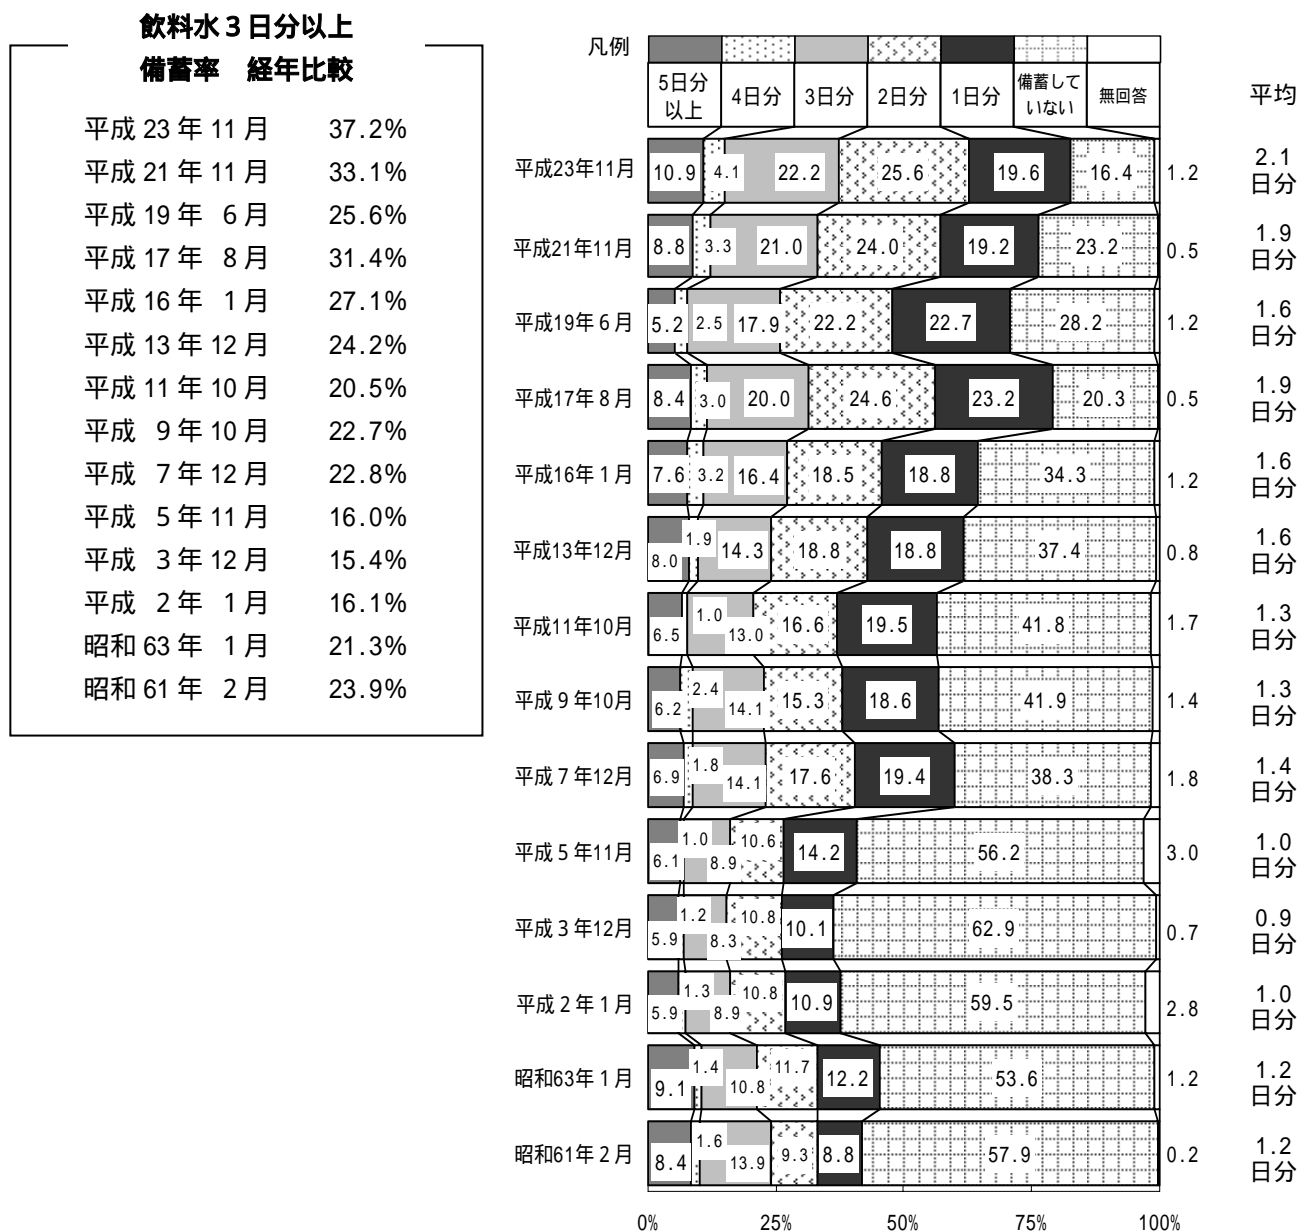 飲料水３日分以上
備蓄率　経年比較
平成 23 年 11 月　37.2%
平成 21 年 11 月　33.1%
平成 19 年 6 月　25.6%
平成 17 年 8 月　31.4%
平成 16 年 1 月　27.1%
平成 13 年 12 月　24.2%
平成 11 年 10 月　20.5%
平成 9 年 10 月　22.7%
平成 7 年 12 月　22.8%
平成 5 年 11 月　16.0%
平成 3 年 12 月　15.4%
平成 2 年 1 月　16.1%
昭和 63 年 1 月　21.3%
昭和 61 年 2 月　23.9%
凡例
5日分以上 4日分 3日分 2日分 1日分 備蓄していない 無回答 平均
平成23年11月 10.9 4.1 22.2 25.6 19.6 16.4 1.2 2.1日分
平成21年11月 8.8 3.3 21.0 24.0 19.2 23.2 0.5 1.9日分
平成19年 6 月 5.2 2.5 17.9 22.2 22.7 28.2 1.2 1.6日分
平成17年 8 月 8.4 3.0 20.0 24.6 23.2 20.3 0.5 1.9日分
平成16年 1 月 7.6 3.2 16.4 18.5 18.8 34.3 1.2 1.6日分
平成13年12月 8.0 1.9 14.3 18.8 18.8 37.4 0.8 1.6日分
平成11年10月 6.5 1.0 13.0 16.6 19.5 41.8 1.7 1.3日分
平成 9 年10月 6.2 2.4 14.1 15.3 18.6 41.9 1.4 1.3日分
平成 7 年12月 6.9 1.8 14.1 17.6 19.4 38.3 1.8 1.4日分
平成 5 年11月 6.1 1.0 8.9 10.6 14.2 56.2 3.0 1.0日分
平成 3 年12月 5.9 1.2 8.3 10.8 10.1 62.9 0.7 0.9日分
平成 2 年 1 月 5.9 1.3 8.9 10.8 10.9 59.5 2.8 1.0日分
昭和63年 1 月 9.1 1.4 10.8 11.7 12.2 53.6 1.2 1.2日分
昭和61年 2 月 8.4 1.6 13.9 9.3 8.8 57.9 0.2 1.2日分
0% 25% 50% 75% 100%